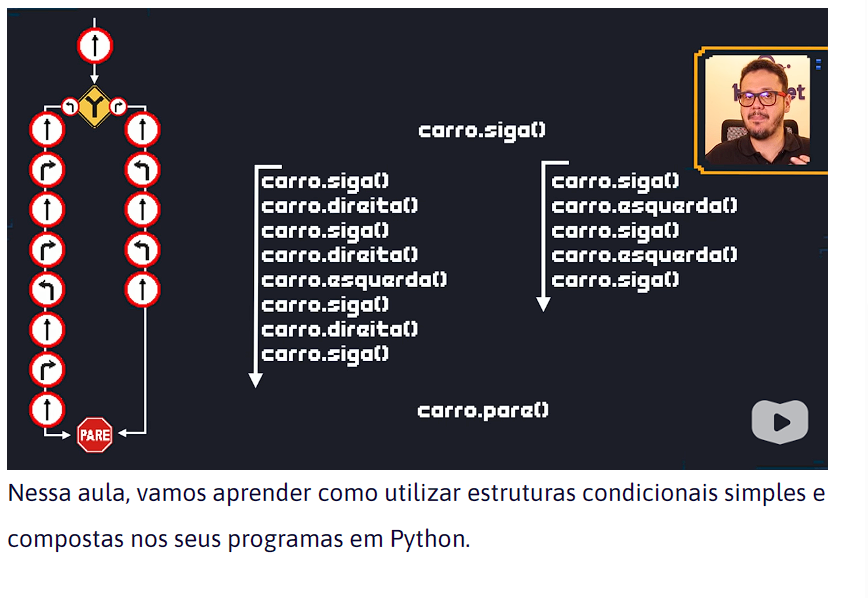 carro.siga()
carro.siga()
carro.direita()
carro.siga()
carro.direita()
carro.esquerda()
carro.siga()
carro.direita()
carro.siga()
carro.siga()
carro.esquerda()
carro.siga()
carro.esquerda()
carro.siga()
carro.pare()
PARE
Nessa aula, vamos aprender como utilizar estruturas condicionais simples e
compostas nos seus programas em Python.